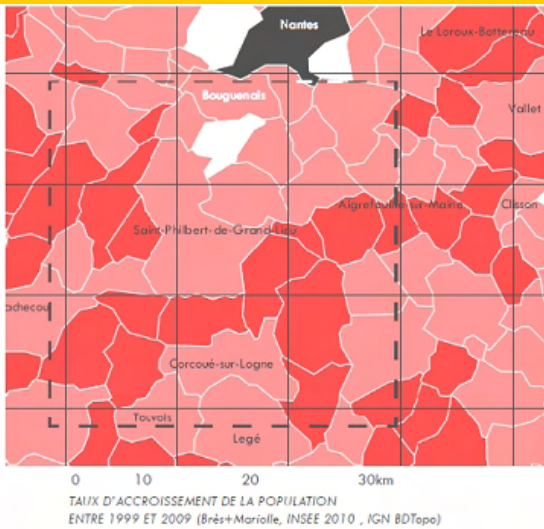 Nantes
Le Loroux-Bottereau
Bouguenais
Vallet
Aigrefeuille-sur-Maine
Clisson
Saint-Philbert-de-Grand-Lieu
achecou
Corcoué-sur-Logne
Touvois
Legé
0 10 20 30km
TAUX D'ACCROISSEMENT DE LA POPULATION
ENTRE 1999 ET 2009 (Brès+Mariolle, INSEE 2010 , IGN BDTopo)